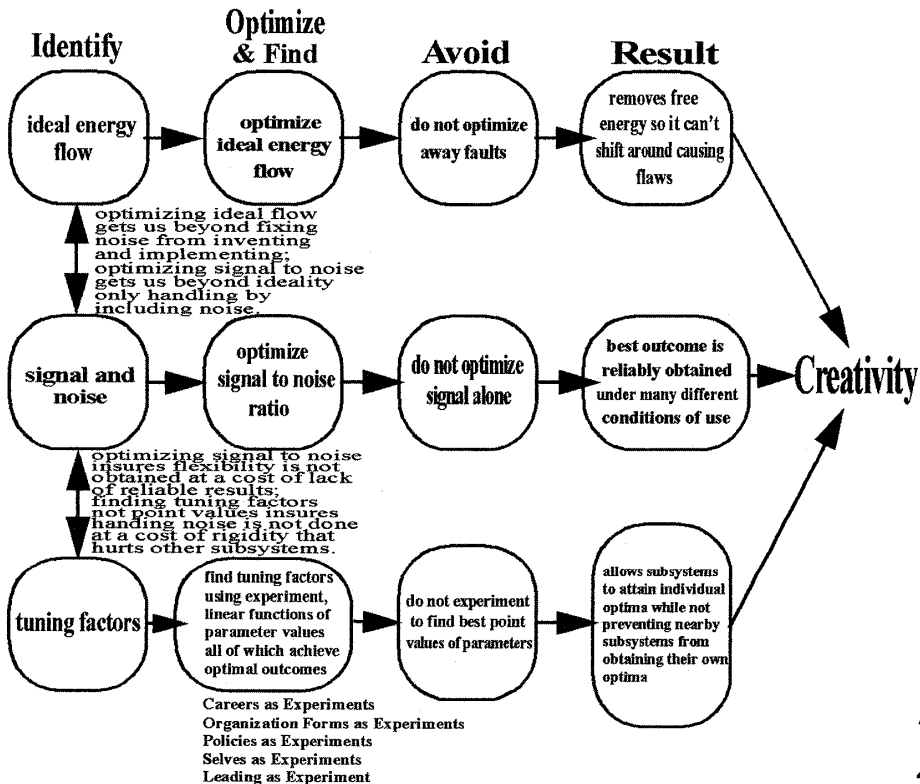 Identify
Optimize
& Find
Avoid
Result
ideal energy
flow
optimize
ideal energy
flow
do not optimize
away faults
removes free
energy so it can't
shift around causing
flaws
optimizing ideal flow
gets us beyond fixing
noise from inventing
and implementing;
optimizing signal to noise
gets us beyond ideality
only handling by
including noise.
signal and
noise
optimize
signal to noise
ratio
do not optimize
signal alone
best outcome is
reliably obtained
under many different
conditions of use
Creativity
optimizing signal to noise
insures flexibility is not
obtained at a cost of lack
of reliable results;
finding tuning factors
not point values insures
handing noise is not done
at a cost of rigidity that
hurts other subsystems.
tuning factors
find tuning factors
using experiment,
linear functions of
parameter values
all of which achieve
optimal outcomes
do not experiment
to find best point
values of parameters
allows subsystems
to attain individual
optima while not
preventing nearby
subsystems from
obtaining their own
optima
Careers as Experiments
Organization Forms as Experiments
Policies as Experiments
Selves as Experiments
Leading as Experiment